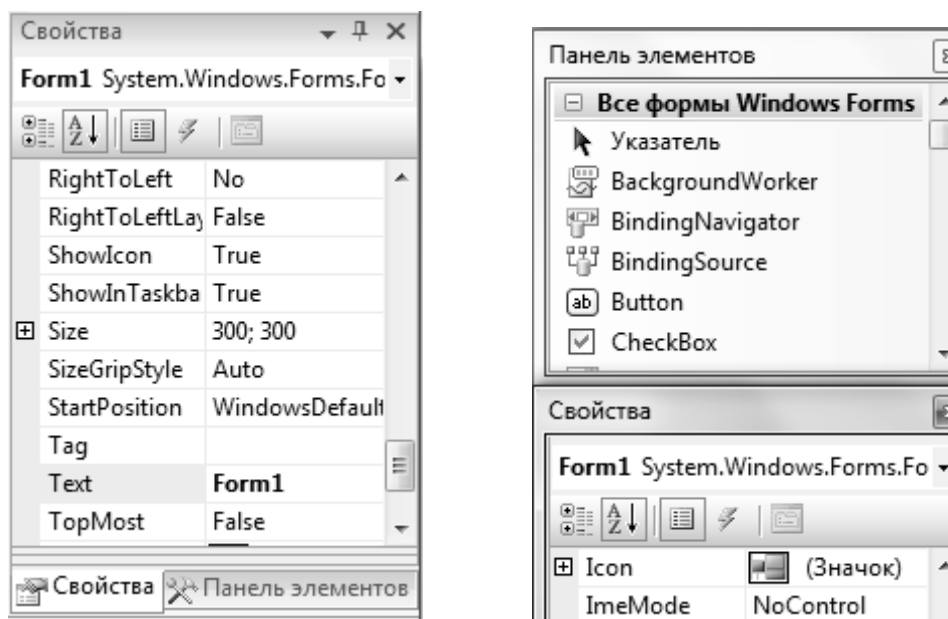 Свойства
Form1 System.Windows.Forms.Fo
RightToLeft No
RightToLeftLay False
ShowIcon True
ShowInTaskba True
Size 300; 300
SizeGripStyle Auto
StartPosition WindowsDefault
Tag
Text Form1
TopMost False
Свойства Панель элементов
Панель элементов
Все формы Windows Forms
Указатель
BackgroundWorker
BindingNavigator
BindingSource
ab Button
CheckBox
Свойства
Form1 System.Windows.Forms.Fo
Icon (Значок)
ImeMode NoControl